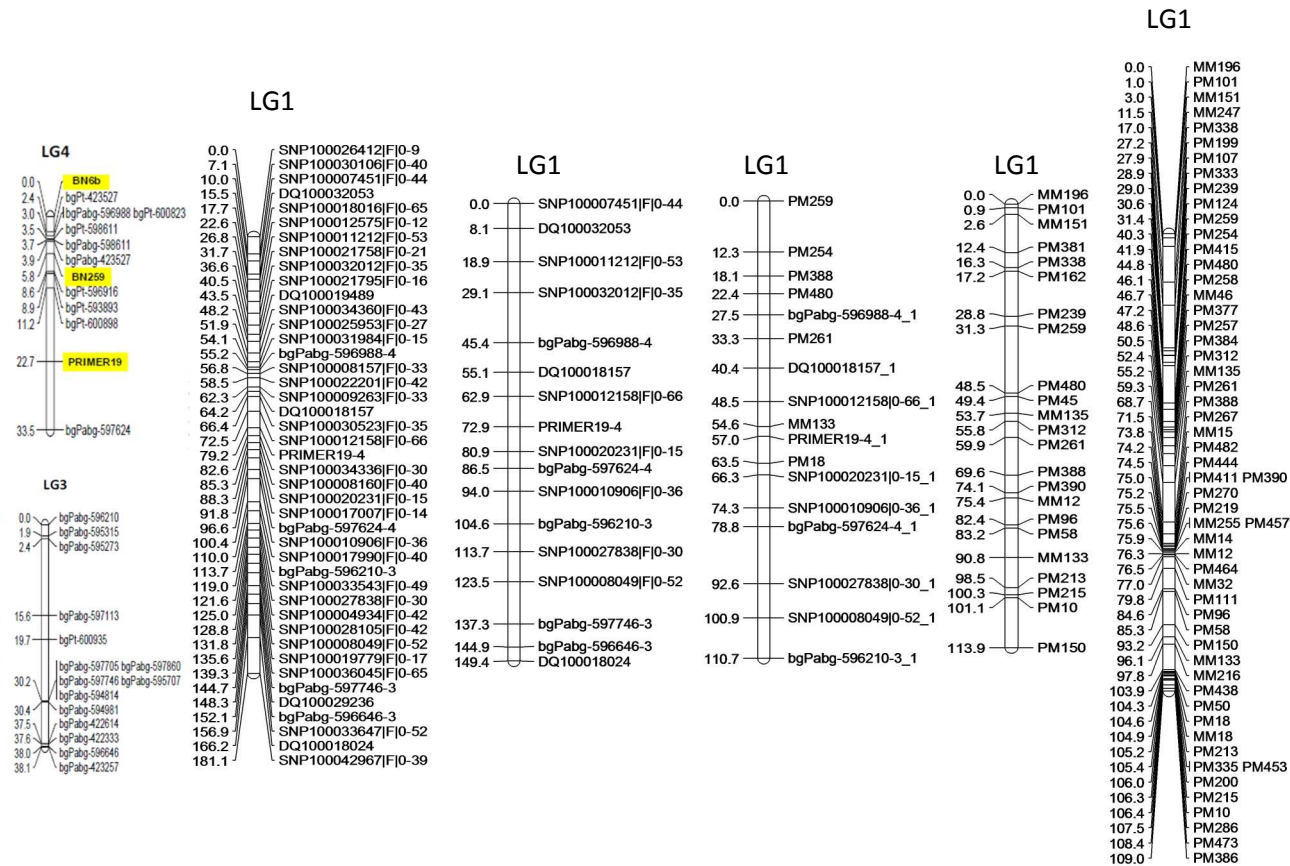 LG4
0.0 BN6b
2.4 bgPt-423527
3.0 bgPabg-596988 bgPt-600823
3.5 bgPt-598611
3.7 bgPabg-598611
3.9 bgPabg-423527
5.8 BN259
8.6 bgPt-596916
8.9 bgPt-593893
11.2 bgPt-600898
22.7 PRIMER19
33.5 bgPabg-597624
LG3
0.0 bgPabg-596210
1.9 bgPabg-595315
2.4 bgPabg-595273
15.6 bgPabg-597113
19.7 bgPt-600935
bgPabg-597705 bgPabg-597860
30.2 bgPabg-597746 bgPabg-595707
bgPabg-594814
30.4 bgPabg-594981
37.5 bgPabg-422614
37.6 bgPabg-422333
38.0 bgPabg-596646
38.1 bgPabg-423257
LG1
0.0 SNP100026412|F|0-9
7.1 SNP100030106|F|0-40
10.0 SNP100007451|F|0-44
15.5 DQ100032053
17.7 SNP100018016|F|0-65
22.6 SNP100012575|F|0-12
26.8 SNP100011212|F|0-53
31.7 SNP100021758|F|0-21
36.6 SNP100032012|F|0-35
40.5 SNP100021795|F|0-16
43.5 DQ100019489
48.2 SNP100034360|F|0-43
51.9 SNP100025953|F|0-27
54.1 SNP100031984|F|0-15
55.2 bgPabg-596988-4
56.8 SNP100008157|F|0-33
58.5 SNP100022201|F|0-42
62.3 SNP100009263|F|0-33
64.2 DQ100018157
66.4 SNP100030523|F|0-35
72.5 SNP100012158|F|0-66
79.2 PRIMER19-4
82.6 SNP100034336|F|0-30
85.3 SNP100008160|F|0-40
88.3 SNP100020231|F|0-15
91.8 SNP100017007|F|0-14
96.6 bgPabg-597624-4
100.4 SNP100010906|F|0-36
110.0 SNP100017990|F|0-40
113.7 bgPabg-596210-3
119.0 SNP100033543|F|0-49
121.6 SNP100027838|F|0-30
125.0 SNP100004934|F|0-42
128.8 SNP100028105|F|0-42
131.8 SNP100008049|F|0-52
135.6 SNP100019779|F|0-17
139.3 SNP100036045|F|0-65
144.7 bgPabg-597746-3
148.3 DQ100029236
152.1 bgPabg-596646-3
156.9 SNP100033647|F|0-52
166.2 DQ100018024
181.1 SNP100042967|F|0-39
LG1
0.0 SNP100007451|F|0-44
8.1 DQ100032053
18.9 SNP100011212|F|0-53
29.1 SNP100032012|F|0-35
45.4 bgPabg-596988-4
55.1 DQ100018157
62.9 SNP100012158|F|0-66
72.9 PRIMER19-4
80.9 SNP100020231|F|0-15
86.5 bgPabg-597624-4
94.0 SNP100010906|F|0-36
104.6 bgPabg-596210-3
113.7 SNP100027838|F|0-30
123.5 SNP100008049|F|0-52
137.3 bgPabg-597746-3
144.9 bgPabg-596646-3
149.4 DQ100018024
LG1
0.0 PM259
12.3 PM254
18.1 PM388
22.4 PM480
27.5 bgPabg-596988-4_1
33.3 PM261
40.4 DQ100018157_1
48.5 SNP100012158|0-66_1
54.6 MM133
57.0 PRIMER19-4_1
63.5 PM18
66.3 SNP100020231|0-15_1
74.3 SNP100010906|0-36_1
78.8 bgPabg-597624-4_1
92.6 SNP100027838|0-30_1
100.9 SNP100008049|0-52_1
110.7 bgPabg-596210-3_1
LG1
0.0 MM196
0.9 PM101
2.6 MM151
12.4 PM381
16.3 PM338
17.2 PM162
28.8 PM239
31.3 PM259
48.5 PM480
49.4 PM45
53.7 MM135
55.8 PM312
59.9 PM261
69.6 PM388
74.1 PM390
75.4 MM12
82.4 PM96
83.2 PM58
90.8 MM133
98.5 PM213
100.3 PM215
101.1 PM10
113.9 PM150
LG1
0.0 MM196
1.0 PM101
3.0 MM151
11.5 MM247
17.0 PM338
27.2 PM199
27.9 PM107
28.9 PM333
29.0 PM239
30.6 PM124
31.4 PM259
40.3 PM254
41.9 PM415
44.8 PM480
46.1 PM258
46.7 MM46
47.2 PM377
48.6 PM257
50.5 PM384
52.4 PM312
55.2 MM135
59.3 PM261
68.7 PM388
71.5 PM267
73.8 MM15
74.2 PM482
74.5 PM444
75.0 PM411 PM390
75.2 PM270
75.5 PM219
75.6 MM255 PM457
75.9 MM14
76.3 MM12
76.5 PM464
77.0 MM32
79.8 PM111
84.6 PM96
85.3 PM58
93.2 PM150
96.1 MM133
97.8 MM216
103.9 PM438
104.3 PM50
104.6 PM18
104.9 MM18
105.2 PM213
105.4 PM335 PM453
106.0 PM200
106.3 PM215
106.4 PM10
107.5 PM286
108.4 PM473
109.0 PM386